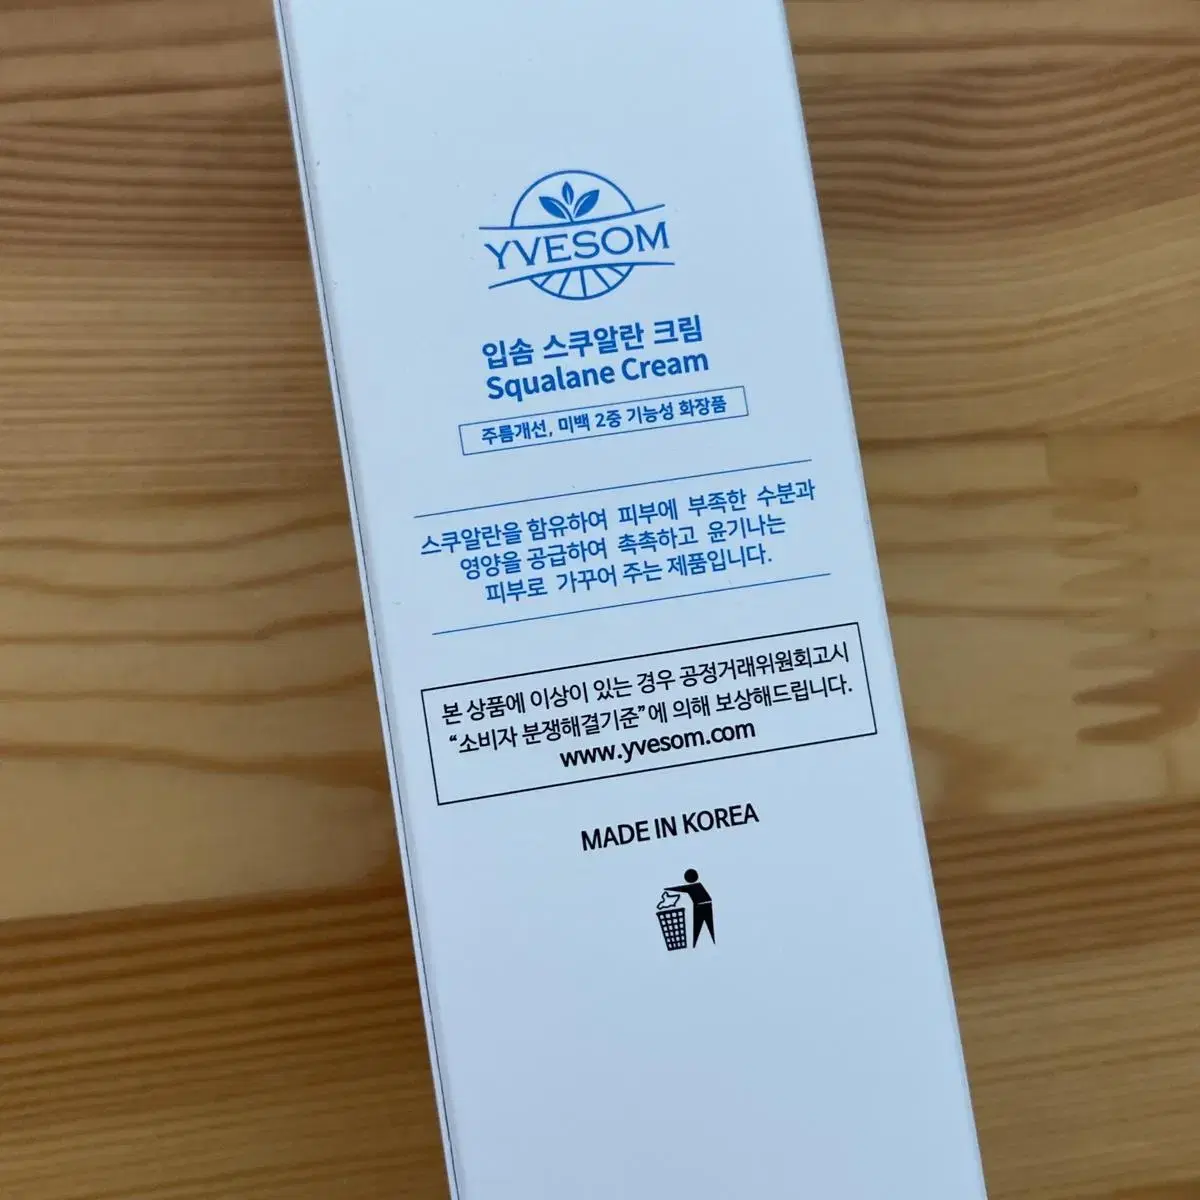 YVESOM
입솜 스쿠알란 크림
Squalane Cream
주름개선, 미백 2중 기능성 화장품
스쿠알란을 함유하여 피부에 부족한 수분과
영양을 공급하여 촉촉하고 윤기나는
피부로 가꾸어 주는 제품입니다.
본 상품에 이상이 있는 경우 공정거래위원회고시
“소비자 분쟁해결기준”에 의해 보상해드립니다.
www.yvesom.com
MADE IN KOREA